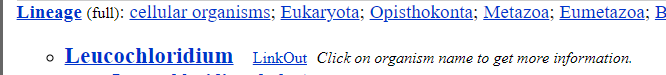 Lineage (full): cellular organisms; Eukaryota; Opisthokonta; Metazoa; Eumetazoa;
Leucochloridium LinkOut Click on organism name to get more information.